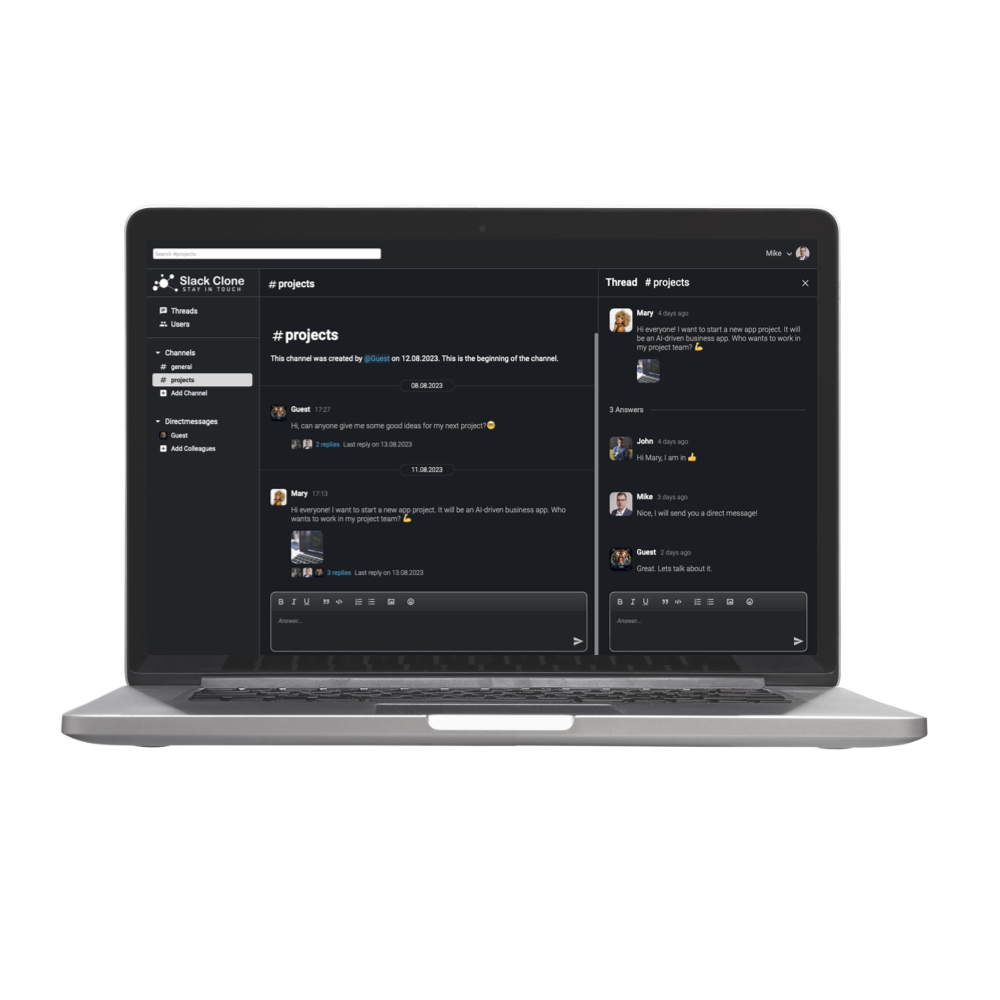 Search #projects
Mike
Slack Clone
STAY IN TOUCH
Threads
Users
Channels
# general
# projects
Add Channel
Directmessages
Guest
Add Colleagues
# projects
# projects
This channel was created by @Guest on 12.08.2023. This is the beginning of the channel.
08.08.2023
Guest 17:27
Hi, can anyone give me some good ideas for my next project?🤓
2 replies Last reply on 13.08.2023
11.08.2023
Mary 17:13
Hi everyone! I want to start a new app project. It will be an AI-driven business app. Who
wants to work in my project team? 💪
3 replies Last reply on 13.08.2023
B I U
Answer...
Thread # projects
Mary 4 days ago
Hi everyone! I want to start a new app project. It will
be an AI-driven business app. Who wants to work in
my project team? 💪
3 Answers
John 4 days ago
Hi Mary, I am in 👍
Mike 3 days ago
Nice, I will send you a direct message!
Guest 2 days ago
Great. Lets talk about it.
B I U
Answer...